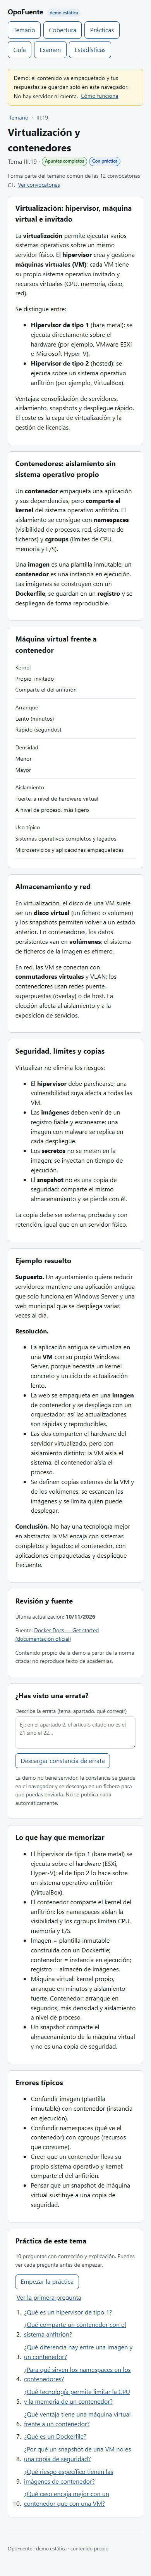 OpoFuente demo estática
Temario
Cobertura
Prácticas
Guía
Examen
Estadísticas
Demo: el contenido va empaquetado y tus
respuestas se guardan solo en este navegador.
No hay servidor ni cuenta. Cómo funciona
Temario › III.19
Virtualización y
contenedores
Tema III.19 · Apuntes completos Con práctica
Forma parte del temario común de las 12 convocatorias
C1. Ver convocatorias
Virtualización: hipervisor, máquina
virtual e invitado
La virtualización permite ejecutar varios
sistemas operativos sobre un mismo
servidor físico. El hipervisor crea y gestiona
máquinas virtuales (VM): cada VM tiene
su propio sistema operativo invitado y
recursos virtuales (CPU, memoria, disco,
red).
Se distingue entre:
• Hipervisor de tipo 1 (bare metal): se
ejecuta directamente sobre el
hardware (por ejemplo, VMware ESXi
o Microsoft Hyper-V).
• Hipervisor de tipo 2 (hosted): se
ejecuta sobre un sistema operativo
anfitrión (por ejemplo, VirtualBox).
Ventajas: consolidación de servidores,
aislamiento, snapshots y despliegue rápido.
El coste es la capa de virtualización y la
gestión de licencias.
Contenedores: aislamiento sin
sistema operativo propio
Un contenedor empaqueta una aplicación
y sus dependencias, pero comparte el
kernel del sistema operativo anfitrión. El
aislamiento se consigue con namespaces
(visibilidad de procesos, red, sistema de
ficheros) y cgroups (límites de CPU,
memoria y E/S).
Una imagen es una plantilla inmutable; un
contenedor es una instancia en ejecución.
Las imágenes se construyen con un
Dockerfile, se guardan en un registro y se
despliegan de forma reproducible.
Máquina virtual frente a
contenedor
Kernel
Propio, invitado
Comparte el del anfitrión
Arranque
Lento (minutos)
Rápido (segundos)
Densidad
Menor
Mayor
Aislamiento
Fuerte, a nivel de hardware virtual
A nivel de proceso, más ligero
Uso típico
Sistemas operativos completos y legados
Microservicios y aplicaciones empaquetadas
Almacenamiento y red
En virtualización, el disco de una VM suele
ser un disco virtual (un fichero o volumen)
y los snapshots permiten volver a un estado
anterior. En contenedores, los datos
persistentes van en volúmenes; el sistema
de ficheros de la imagen es efímero.
En red, las VM se conectan con
conmutadores virtuales y VLAN; los
contenedores usan redes puente,
superpuestas (overlay) o de host. La
elección afecta al aislamiento y a la
exposición de servicios.
Seguridad, límites y copias
Virtualizar no elimina los riesgos:
• El hipervisor debe parchearse; una
vulnerabilidad suya afecta a todas las
VM.
• Las imágenes deben venir de un
registro fiable y escanearse; una
imagen con malware se replica en
cada despliegue.
• Los secretos no se meten en la
imagen; se inyectan en tiempo de
ejecución.
• El snapshot no es una copia de
seguridad: comparte el mismo
almacenamiento y se pierde con él.
La copia debe ser externa, probada y con
retención, igual que en un servidor físico.
Ejemplo resuelto
Supuesto. Un ayuntamiento quiere reducir
servidores: mantiene una aplicación antigua
que solo funciona en Windows Server y una
web municipal que se despliega varias
veces al día.
Resolución.
• La aplicación antigua se virtualiza en
una VM con su propio Windows
Server, porque necesita un kernel
concreto y un ciclo de actualización
lento.
• La web se empaqueta en una imagen
de contenedor y se despliega con un
orquestador: así las actualizaciones
son rápidas y reproducibles.
• Las dos comparten el hardware del
servidor virtualizado, pero con
aislamiento distinto: la VM aísla el
sistema; el contenedor aísla el
proceso.
• Se definen copias externas de la VM y
de los volúmenes, se escanean las
imágenes y se limita quién puede
desplegar.
Conclusión. No hay una tecnología mejor
en abstracto: la VM encaja con sistemas
completos y legados; el contenedor, con
aplicaciones empaquetadas y despliegue
frecuente.
Revisión y fuente
Última actualización: 10/11/2026
Fuente: Docker Docs — Get started
(documentación oficial)
Contenido propio de la demo a partir de la norma
citada; no reproduce texto de academias.
¿Has visto una errata?
Describe la errata (tema, apartado, qué corregir)
Ej.: en el apartado 2, el artículo citado no es el
21 sino el 22...
Descargar constancia de errata
La demo no tiene servidor: la constancia se guarda
en el navegador y se descarga en un fichero para
que puedas enviarla. No se publica nada
automáticamente.
Lo que hay que memorizar
• El hipervisor de tipo 1 (bare metal) se
ejecuta sobre el hardware (ESXi,
Hyper-V); el de tipo 2 lo hace sobre
un sistema operativo anfitrión
(VirtualBox).
• El contenedor comparte el kernel del
anfitrión: los namespaces aíslan la
visibilidad y los cgroups limitan CPU,
memoria y E/S.
• Imagen = plantilla inmutable
construida con un Dockerfile;
contenedor = instancia en ejecución;
registro = almacén de imágenes.
• Máquina virtual: kernel propio,
arranque en minutos y aislamiento
fuerte. Contenedor: arranque en
segundos, más densidad y aislamiento
a nivel de proceso.
• Un snapshot comparte el
almacenamiento de la máquina virtual
y no es una copia de seguridad.
Errores típicos
• Confundir imagen (plantilla
inmutable) con contenedor (instancia
en ejecución).
• Confundir namespaces (qué ve el
contenedor) con cgroups (recursos
que consume).
• Creer que un contenedor lleva su
propio sistema operativo y kernel:
comparte el del anfitrión.
• Pensar que un snapshot de máquina
virtual sustituye a una copia de
seguridad.
Práctica de este tema
10 preguntas con corrección y explicación. Puedes
ver cada pregunta antes de empezar.
Empezar la práctica
Ver la primera pregunta
1. ¿Qué es un hipervisor de tipo 1?
2. ¿Qué comparte un contenedor con el
sistema anfitrión?
3. ¿Qué diferencia hay entre una imagen y
un contenedor?
4. ¿Para qué sirven los namespaces en los
contenedores?
5. ¿Qué tecnología permite limitar la CPU
y la memoria de un contenedor?
6. ¿Qué ventaja tiene una máquina virtual
frente a un contenedor?
7. ¿Qué es un Dockerfile?
8. ¿Por qué un snapshot de una VM no es
una copia de seguridad?
9. ¿Qué riesgo específico tienen las
imágenes de contenedor?
10. ¿Qué caso encaja mejor con un
contenedor que con una VM?
OpoFuente · demo estática · contenido propio